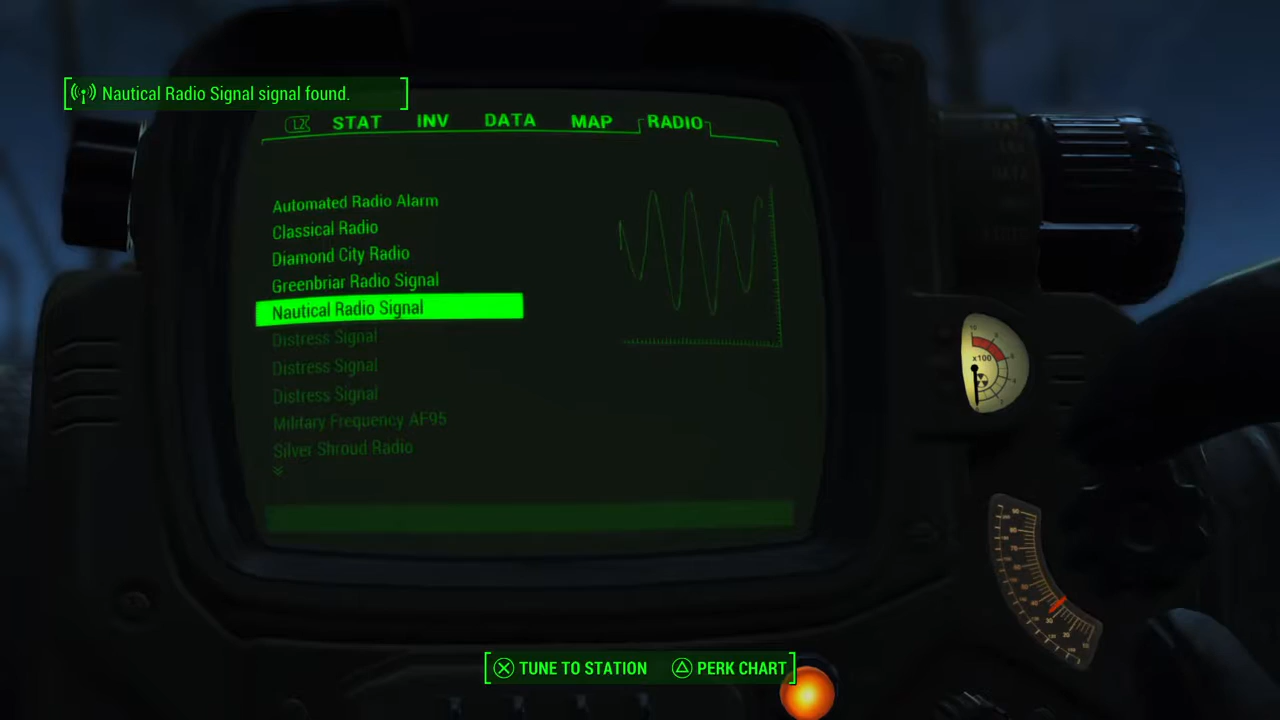 Nautical Radio Signal signal found.
L2 STAT INV DATA MAP RADIO
Automated Radio Alarm
Classical Radio
Diamond City Radio
Greenbriar Radio Signal
Nautical Radio Signal
Distress Signal
Distress Signal
Distress Signal
Military Frequency AF95
Silver Shroud Radio
x100
TUNE TO STATION PERK CHART